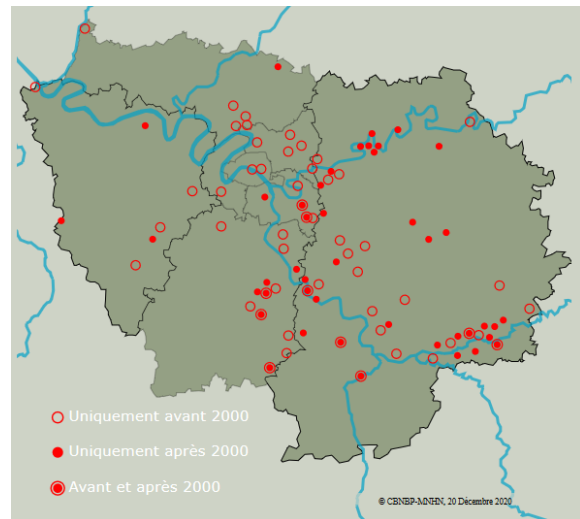 Uniquement avant 2000
Uniquement après 2000
Avant et après 2000
© CBNBP-MNHN, 20 Décembre 2020